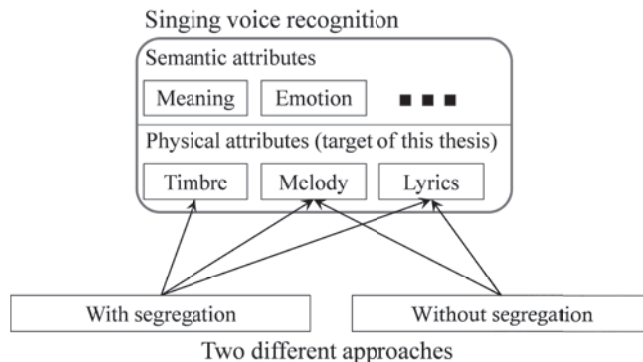 Singing voice recognition
Semantic attributes
Meaning
Emotion
Physical attributes (target of this thesis)
Timbre
Melody
Lyrics
With segregation
Without segregation
Two different approaches